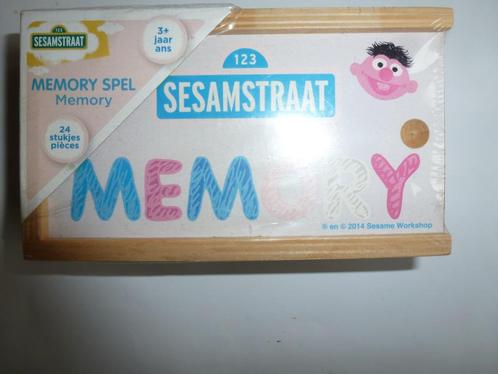 123
SESAMSTRAAT
3+
jaar
ans
MEMORY SPEL
Memory
24
stukjes
pièces
123
SESAMSTRAAT
MEMORY
® en © 2014 Sesame Workshop